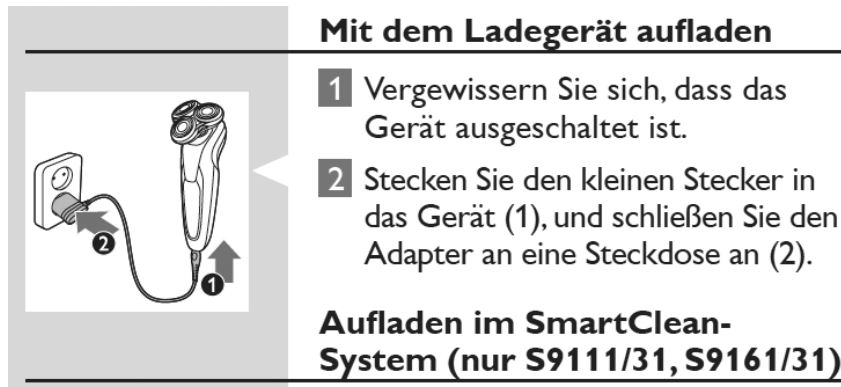 Mit dem Ladegerät aufladen
1 Vergewissern Sie sich, dass das
Gerät ausgeschaltet ist.
2 Stecken Sie den kleinen Stecker in
das Gerät (1), und schließen Sie den
Adapter an eine Steckdose an (2).
2
1
Aufladen im SmartClean-
System (nur S9111/31, S9161/31)